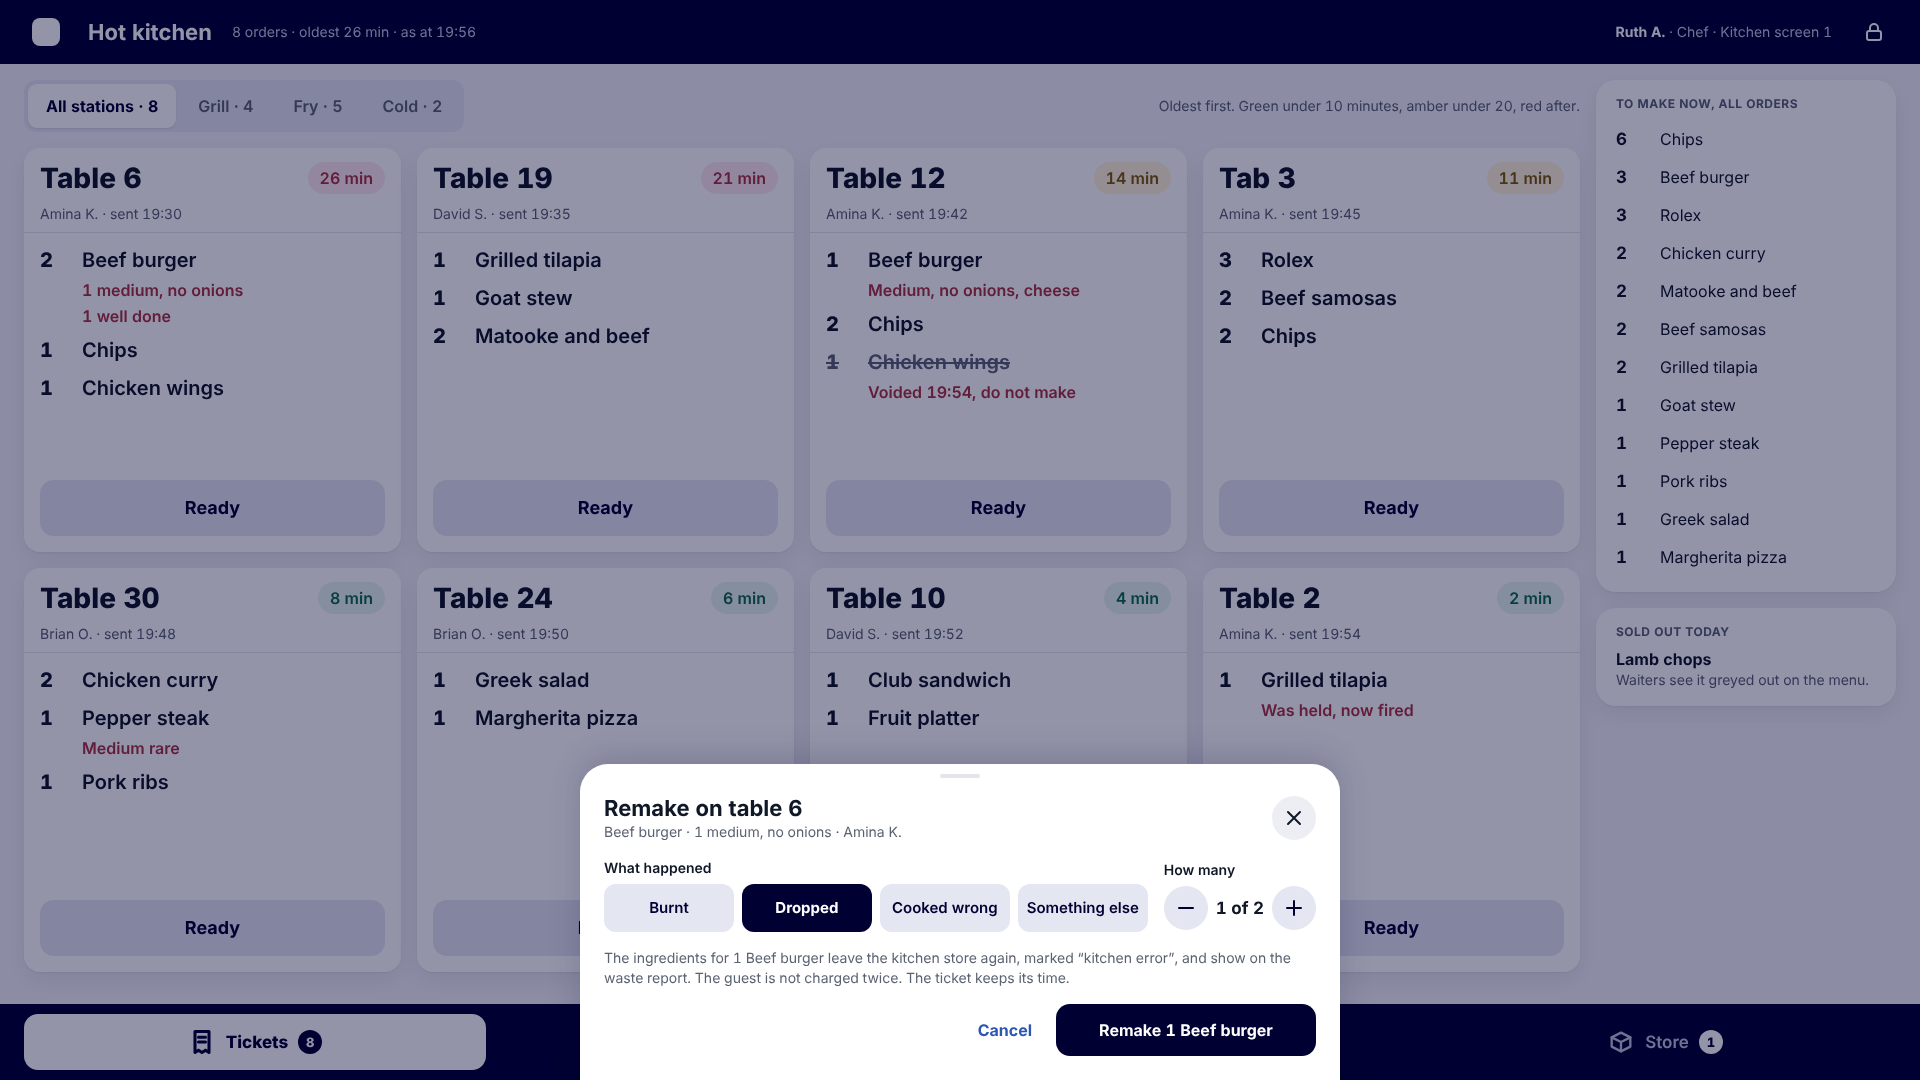 Hot kitchen
8 orders · oldest 26 min · as at 19:56
Ruth A. · Chef · Kitchen screen 1
All stations · 8
Grill · 4
Fry · 5
Cold · 2
Oldest first. Green under 10 minutes, amber under 20, red after.
Table 6
26 min
Amina K. · sent 19:30
2 Beef burger
1 medium, no onions
1 well done
1 Chips
1 Chicken wings
Ready
Table 19
21 min
David S. · sent 19:35
1 Grilled tilapia
1 Goat stew
2 Matooke and beef
Ready
Table 12
14 min
Amina K. · sent 19:42
1 Beef burger
Medium, no onions, cheese
2 Chips
1 Chicken wings
Voided 19:54, do not make
Ready
Tab 3
11 min
Amina K. · sent 19:45
3 Rolex
2 Beef samosas
2 Chips
Ready
Table 30
8 min
Brian O. · sent 19:48
2 Chicken curry
1 Pepper steak
Medium rare
1 Pork ribs
Ready
Table 24
6 min
Brian O. · sent 19:50
1 Greek salad
1 Margherita pizza
Table 10
4 min
David S. · sent 19:52
1 Club sandwich
1 Fruit platter
Table 2
2 min
Amina K. · sent 19:54
1 Grilled tilapia
Was held, now fired
Ready
TO MAKE NOW, ALL ORDERS
6 Chips
3 Beef burger
3 Rolex
2 Chicken curry
2 Matooke and beef
2 Beef samosas
2 Grilled tilapia
1 Goat stew
1 Pepper steak
1 Pork ribs
1 Greek salad
1 Margherita pizza
SOLD OUT TODAY
Lamb chops
Waiters see it greyed out on the menu.
Remake on table 6
Beef burger · 1 medium, no onions · Amina K.
What happened
Burnt
Dropped
Cooked wrong
Something else
How many
1 of 2
The ingredients for 1 Beef burger leave the kitchen store again, marked “kitchen error”, and show on the
waste report. The guest is not charged twice. The ticket keeps its time.
Cancel
Remake 1 Beef burger
Tickets 8
Store 1